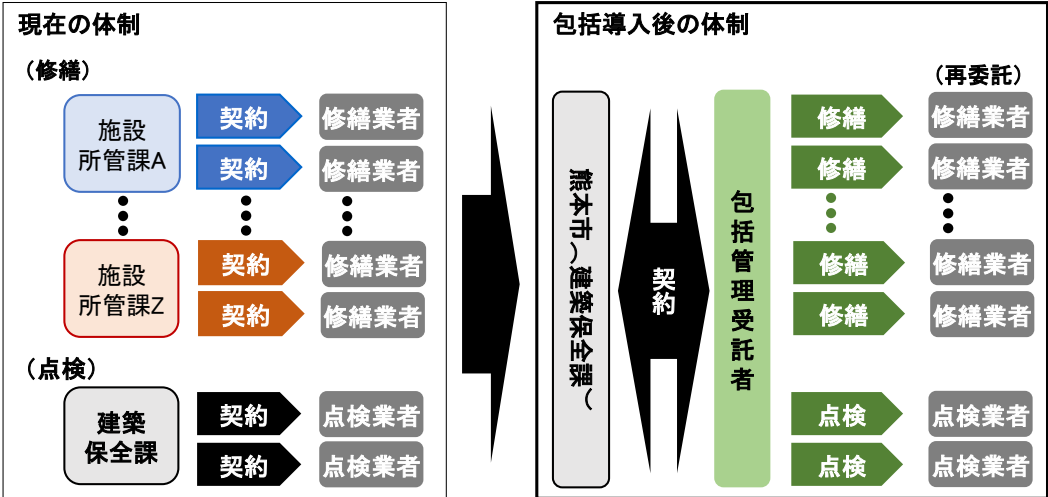 現在の体制
（修繕）
施設
所管課A
契約
修繕業者
契約
修繕業者
施設
所管課Z
契約
修繕業者
契約
修繕業者
（点検）
建築
保全課
契約
点検業者
契約
点検業者
包括導入後の体制
（再委託）
熊本市（建築保全課）
契約
包括管理受託者
修繕
修繕業者
修繕
修繕業者
修繕
修繕業者
修繕
修繕業者
点検
点検業者
点検
点検業者